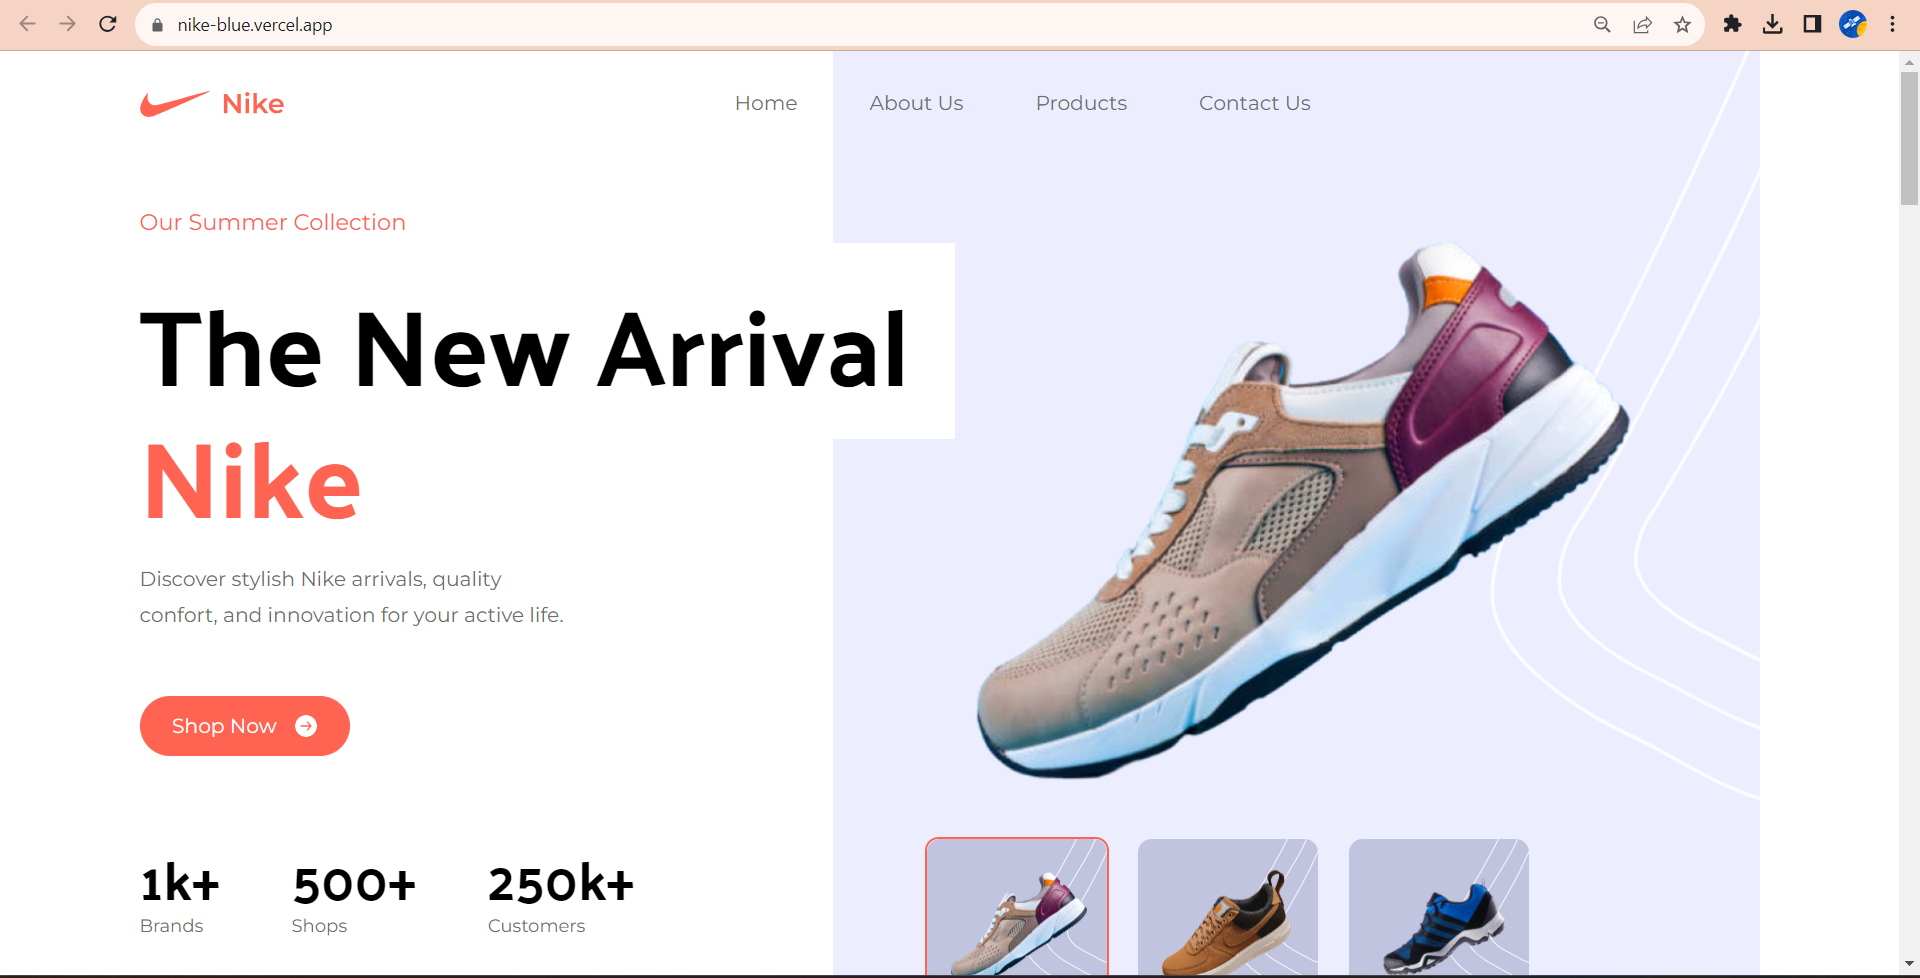 nike-blue.vercel.app
Nike
Home
About Us
Products
Contact Us
Our Summer Collection
The New Arrival
Nike
Discover stylish Nike arrivals, quality
confort, and innovation for your active life.
Shop Now
1k+
500+
250k+
Brands
Shops
Customers